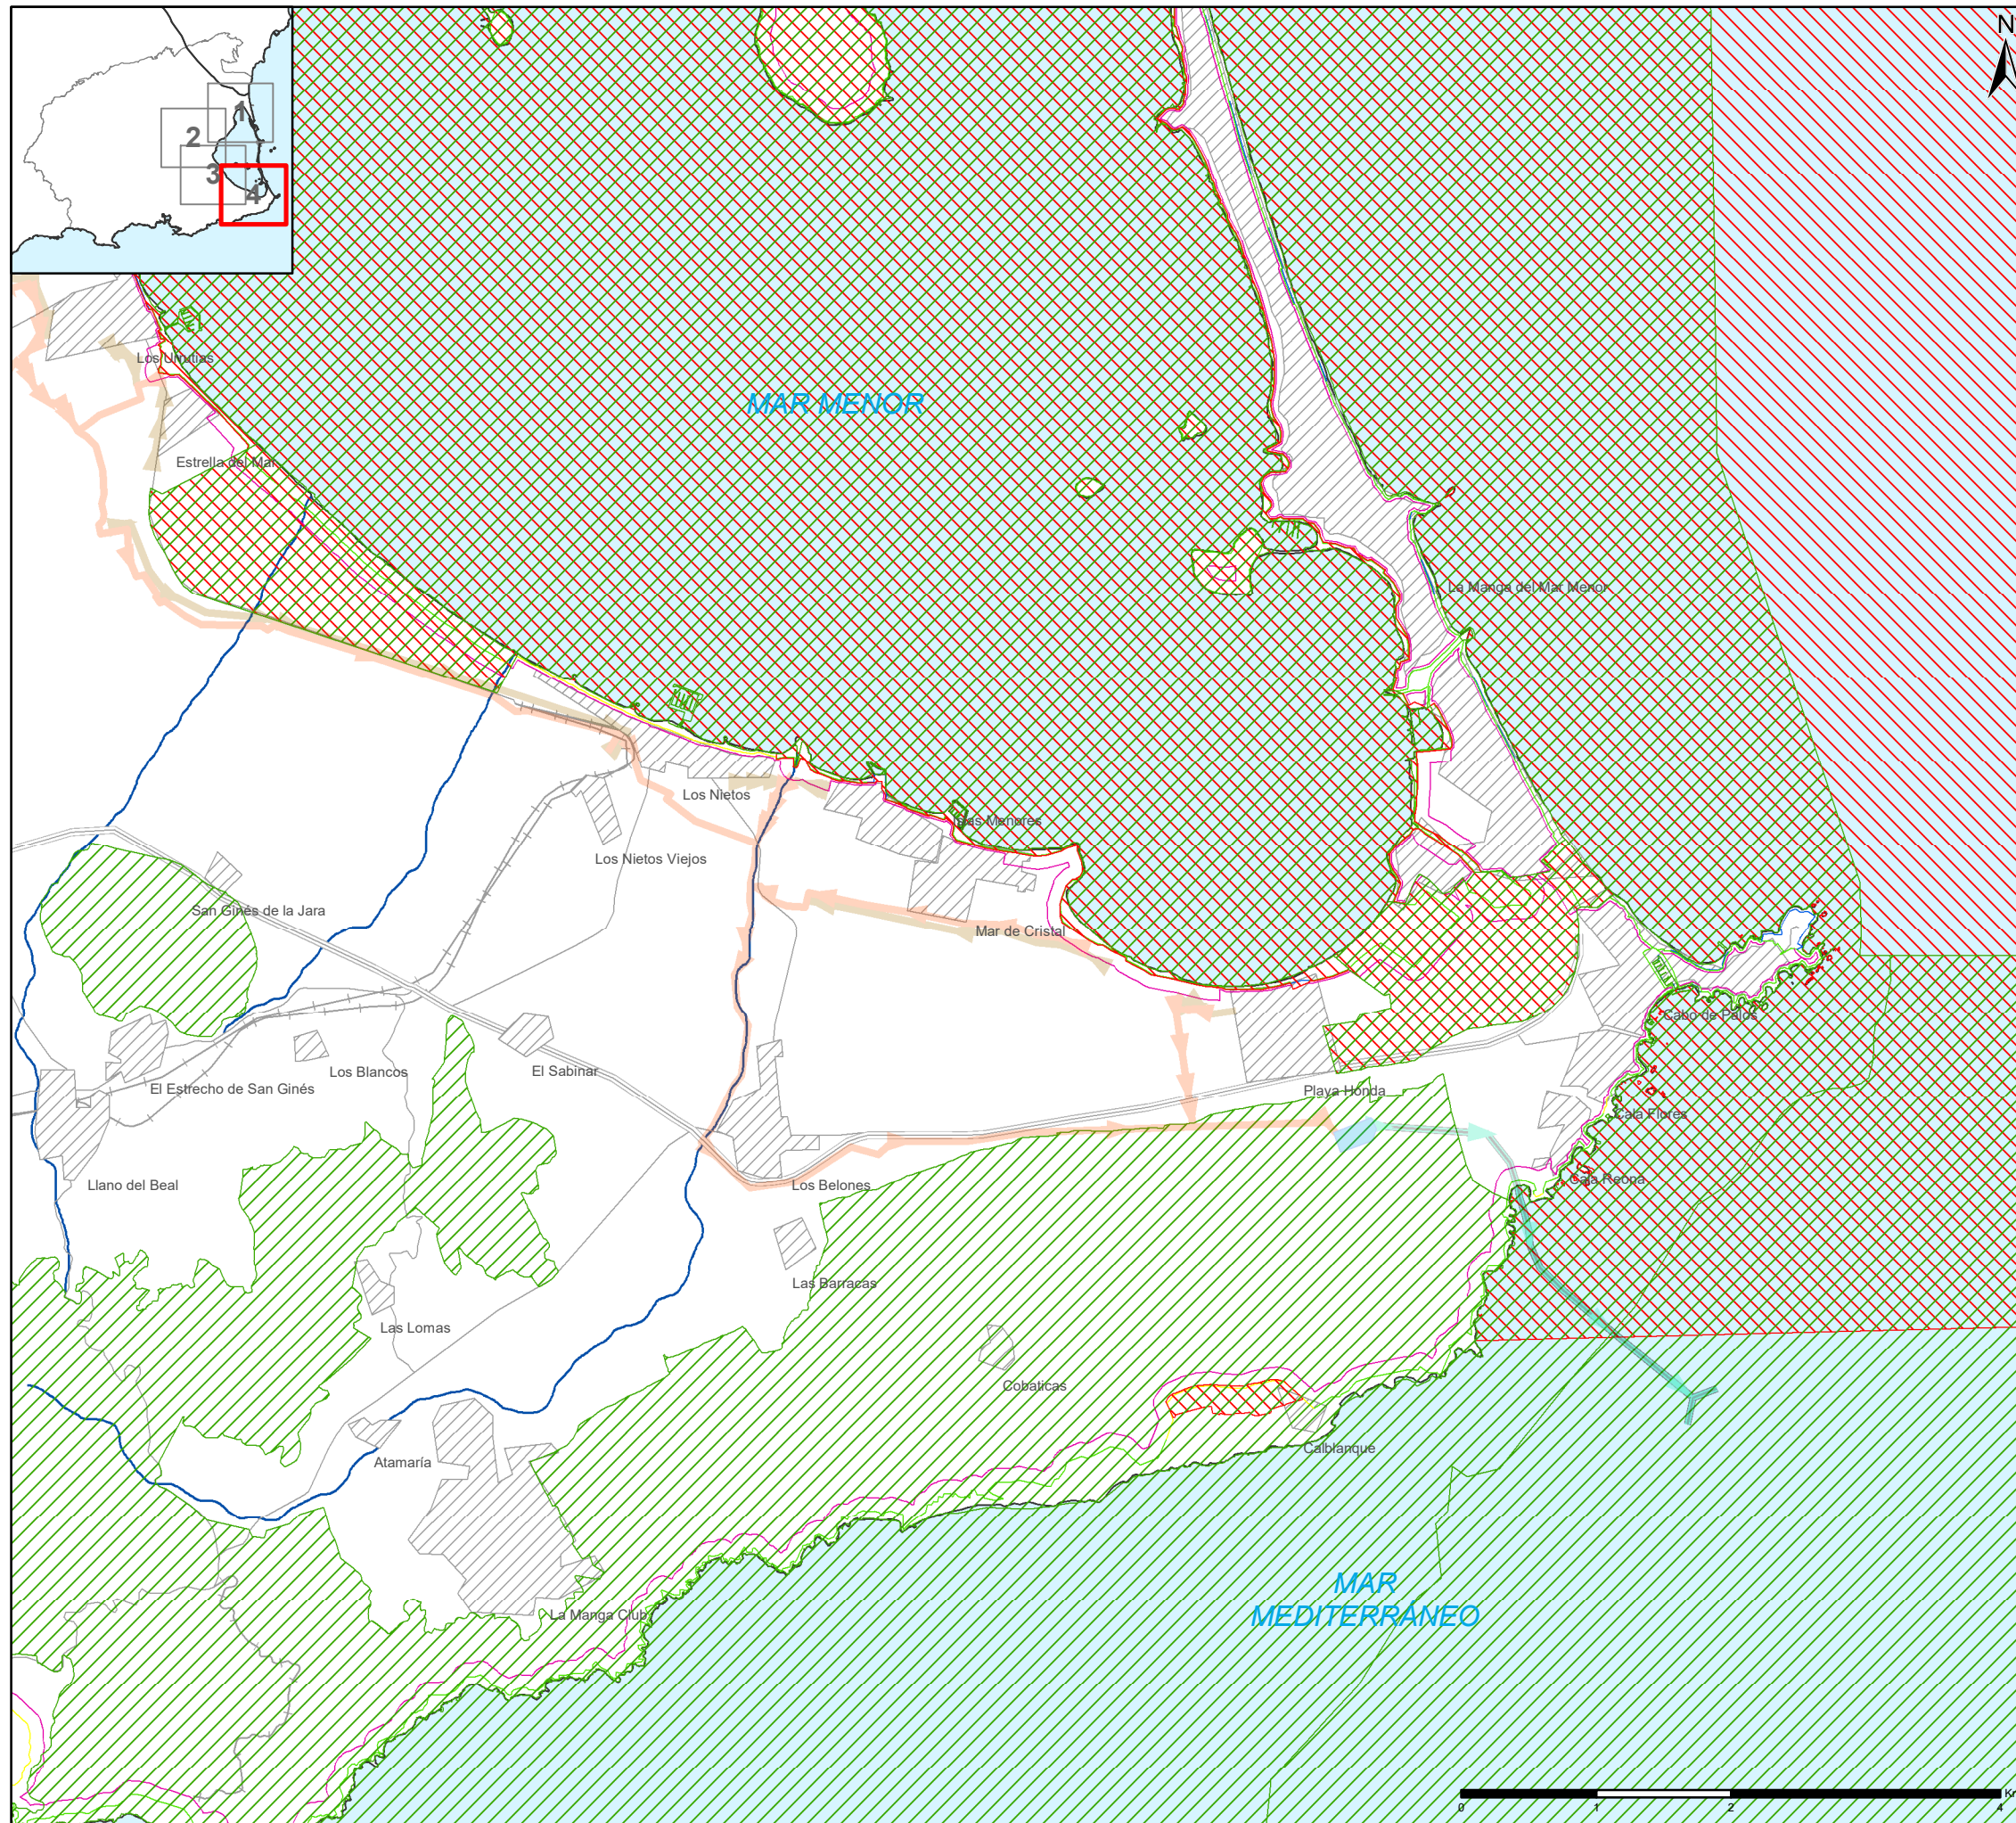 N
1
2
3
4
MAR MENOR
Los Urrutias
Estrella del Mar
La Manga del Mar Menor
Los Nietos
Islas Menores
Los Nietos Viejos
San Ginés de la Jara
Mar de Cristal
Cabo de Palos
El Sabinar
Los Blancos
El Estrecho de San Ginés
Playa Honda
Cala Flores
Cala Reona
Llano del Beal
Los Belones
Las Barracas
Las Lomas
Cobaticas
Calblanque
Atamaría
La Manga Club
MAR
MEDITERRÁNEO
0 1 2 4